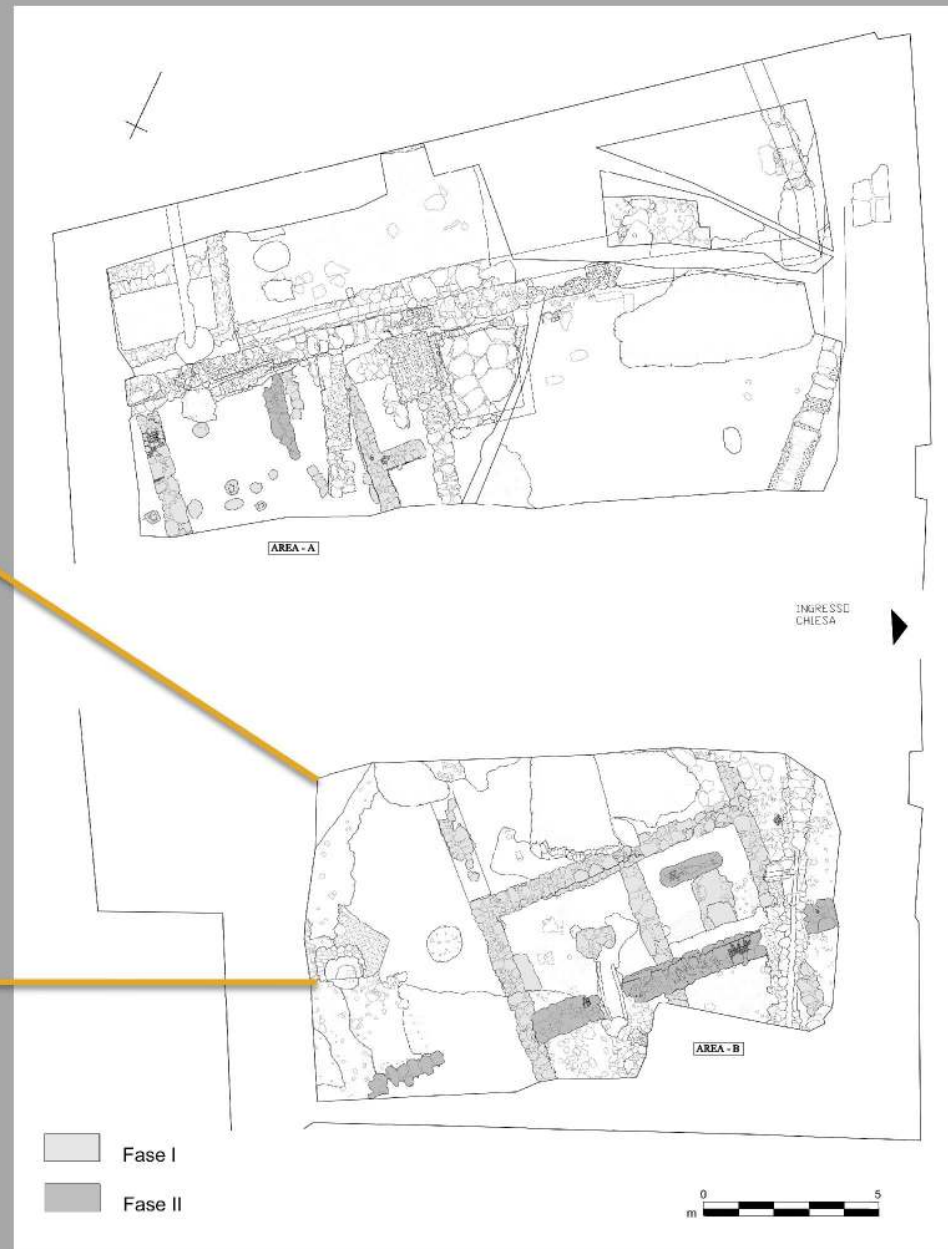 AREA - A
INGRESSO
CHIESA
AREA - B
Fase I
Fase II
0 5
m